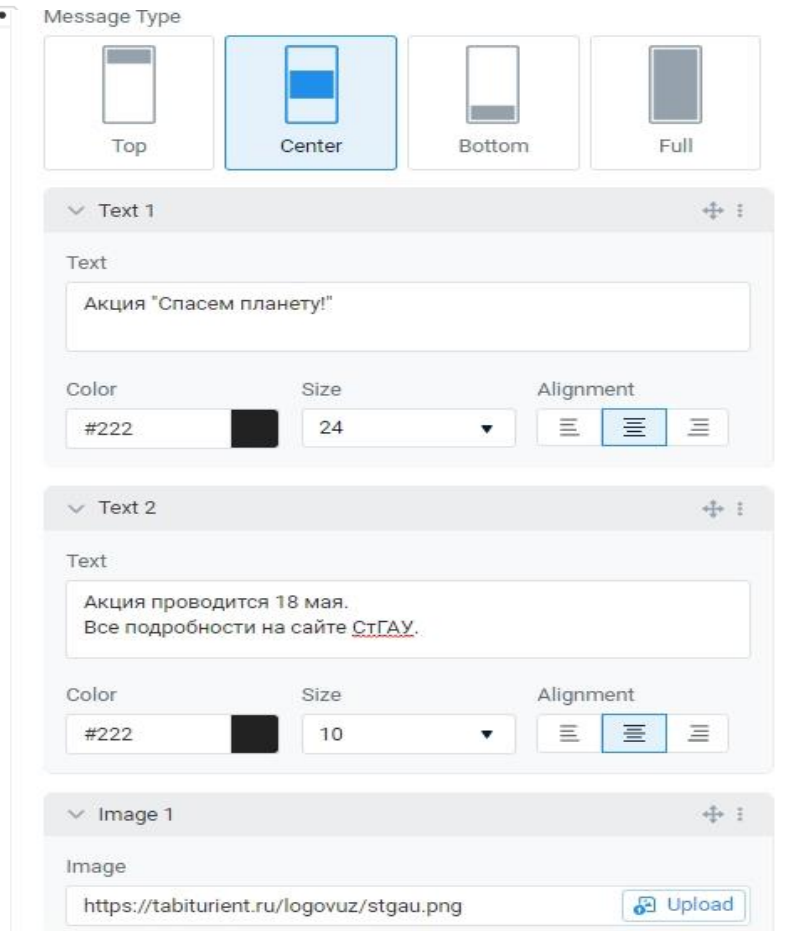 Message Type
Top Center Bottom Full
Text 1
Text
Акция "Спасем планету!"
Color Size Alignment
#222 24
Text 2
Text
Акция проводится 18 мая.
Все подробности на сайте СтГАУ.
Color Size Alignment
#222 10
Image 1
Image
https://tabiturient.ru/logovuz/stgau.png Upload